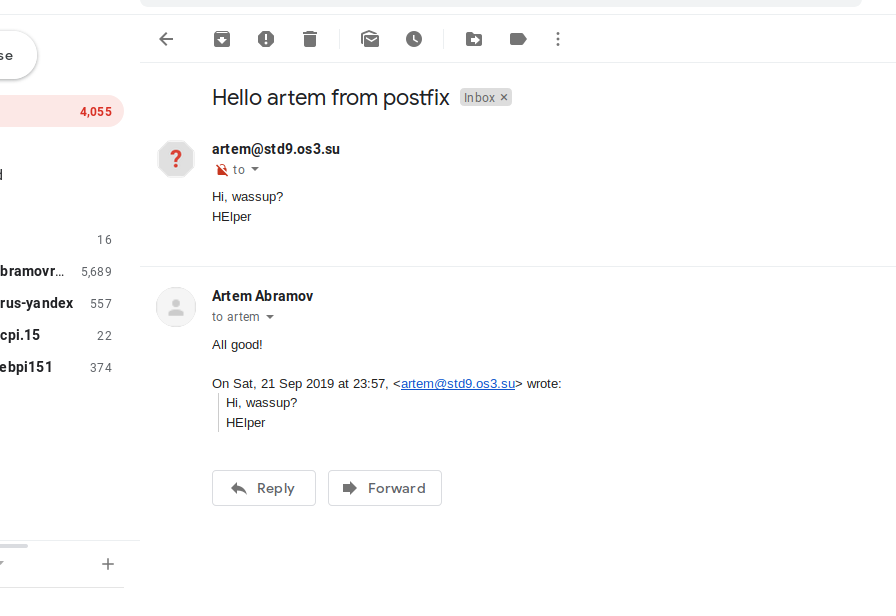 se
4,055
Hello artem from postfix
Inbox ×
?
artem@std9.os3.su
to
Hi, wassup?
HElper
d
16
bramovr… 5,689
rus-yandex 557
cpi.15 22
ebpi151 374
Artem Abramov
to artem
All good!
On Sat, 21 Sep 2019 at 23:57, <artem@std9.os3.su> wrote:
Hi, wassup?
HElper
Reply
Forward